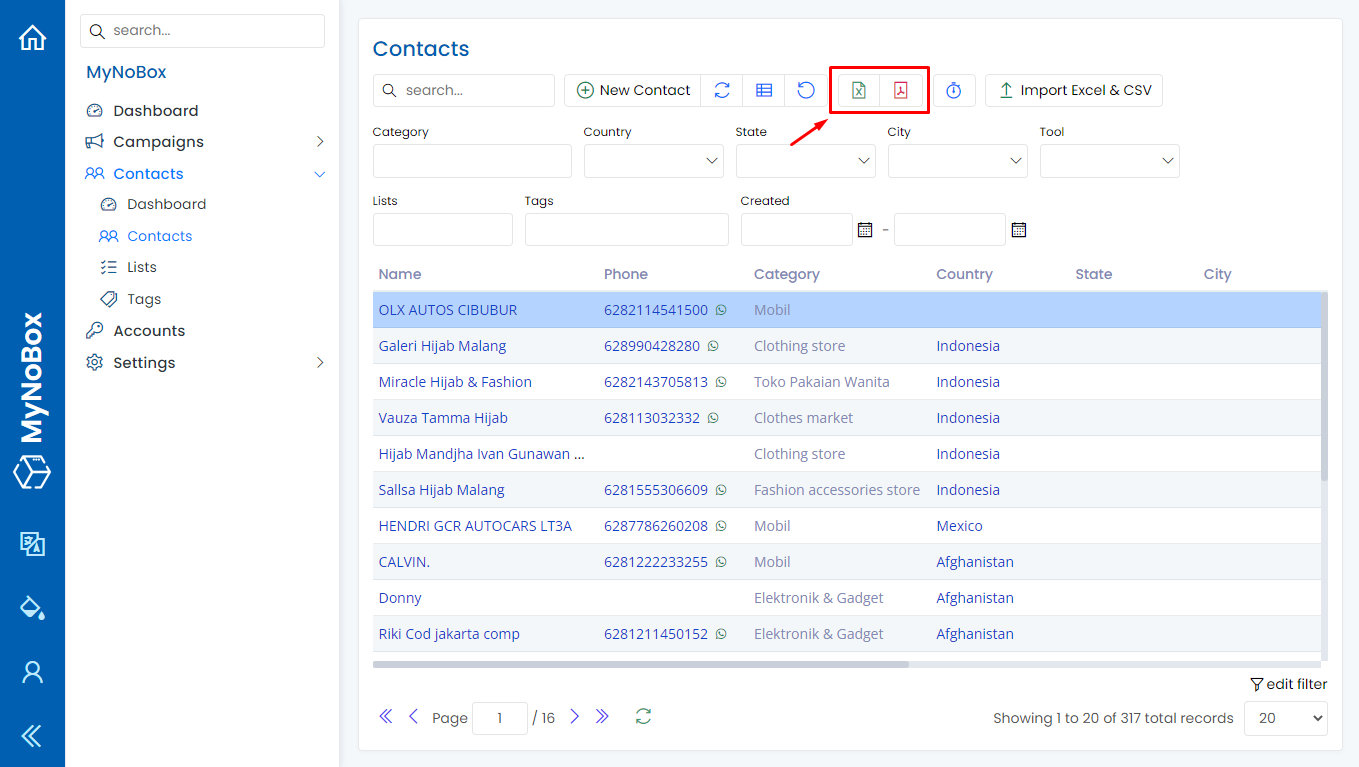 search...
MyNoBox
Dashboard
Campaigns
Contacts
Dashboard
Contacts
Lists
Tags
Accounts
Settings
MyNoBox
Contacts
search... New Contact Import Excel & CSV
Category Country State City Tool
Lists Tags Created
-
Name Phone Category Country State City
OLX AUTOS CIBUBUR 6282114541500 Mobil
Galeri Hijab Malang 628990428280 Clothing store Indonesia
Miracle Hijab & Fashion 6282143705813 Toko Pakaian Wanita Indonesia
Vauza Tamma Hijab 628113032332 Clothes market Indonesia
Hijab Mandjha Ivan Gunawan ... Clothing store Indonesia
Sallsa Hijab Malang 6281555306609 Fashion accessories store Indonesia
HENDRI GCR AUTOCARS LT3A 6287786260208 Mobil Mexico
CALVIN. 6281222233255 Mobil Afghanistan
Donny Elektronik & Gadget Afghanistan
Riki Cod jakarta comp 6281211450152 Elektronik & Gadget Afghanistan
edit filter
Page 1 / 16 Showing 1 to 20 of 317 total records 20